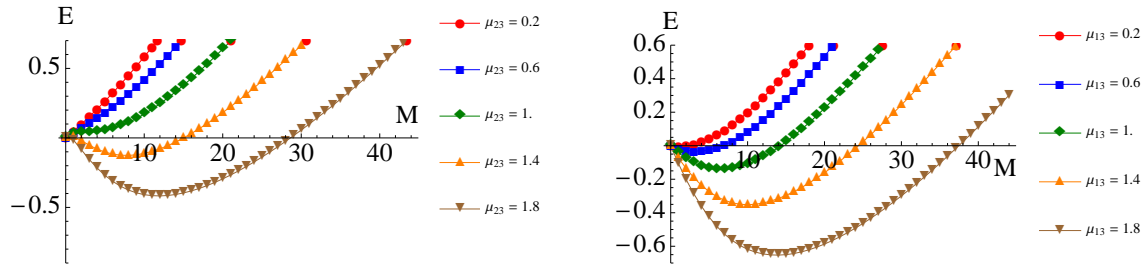 E
0.5
−0.5
10
20
30
40
M
μ23 = 0.2
μ23 = 0.6
μ23 = 1.
μ23 = 1.4
μ23 = 1.8
E
0.6
0.4
0.2
−0.2
−0.4
−0.6
10
20
30
40
M
μ13 = 0.2
μ13 = 0.6
μ13 = 1.
μ13 = 1.4
μ13 = 1.8